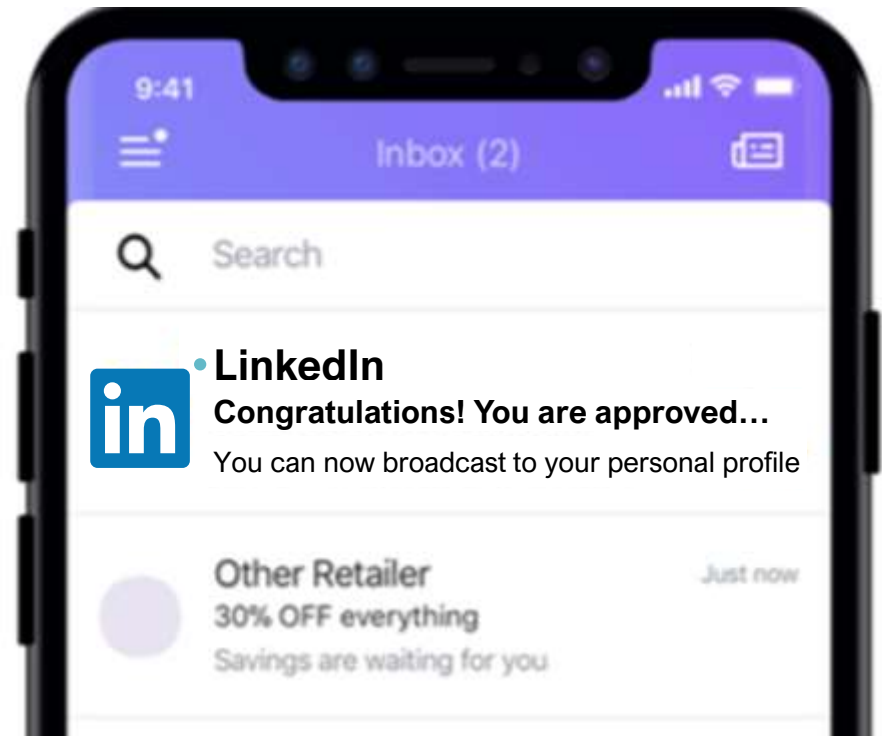 9:41
Inbox (2)
Search
in
LinkedIn
Congratulations! You are approved…
You can now broadcast to your personal profile
Other Retailer
Just now
30% OFF everything
Savings are waiting for you